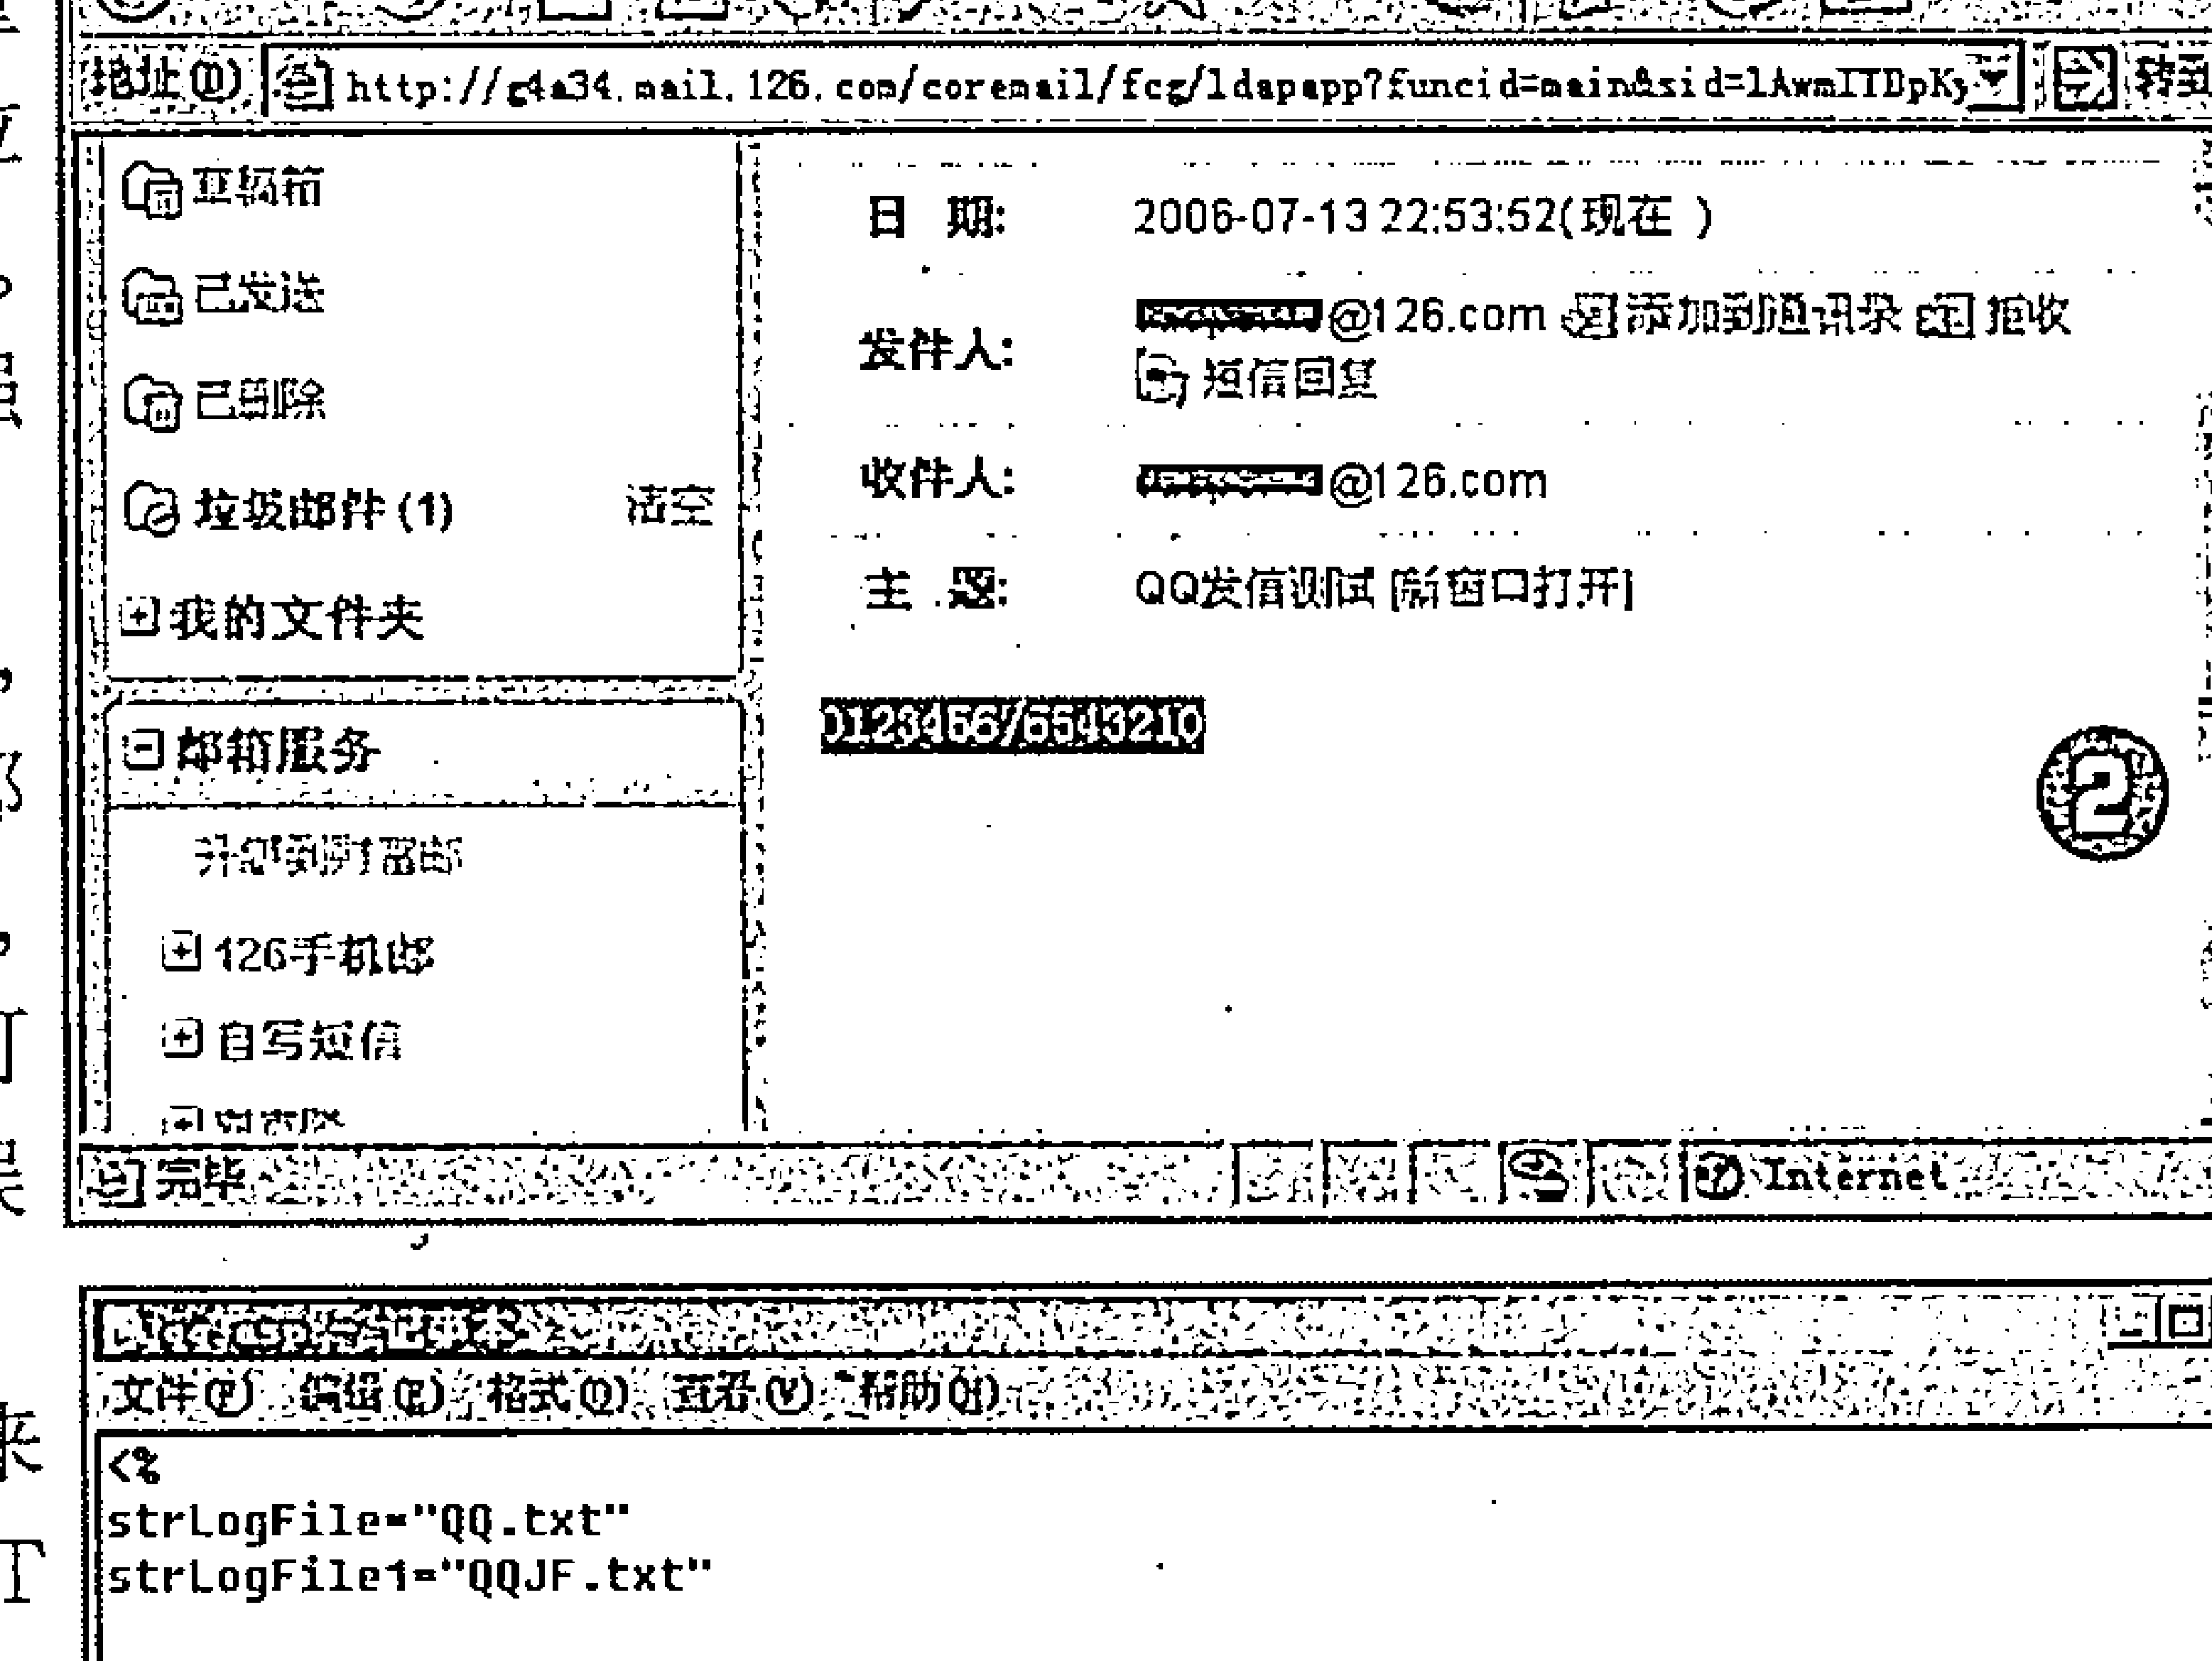 地址(D) http://g4a34.mail.126.com/coremail/fcg/ldapapp?funcid=main&sid=lAwmITDpKy 转到
草稿箱
已发送
已删除
垃圾邮件(1) 清空
我的文件夹
邮箱服务
126手机邮
自写短信
日 期: 2006-07-13 22:53:52(现在 )
发件人: @126.com 添加到通讯录 拒收
短信回复
收件人: @126.com
主 题: QQ发信测试 [新窗口打开]
0123456/6543210
2
完毕 Internet
文件(F) 编辑(E) 格式(O) 查看(V) 帮助(H)
<%
strLogFile="QQ.txt"
strLogFile1="QQJF.txt"